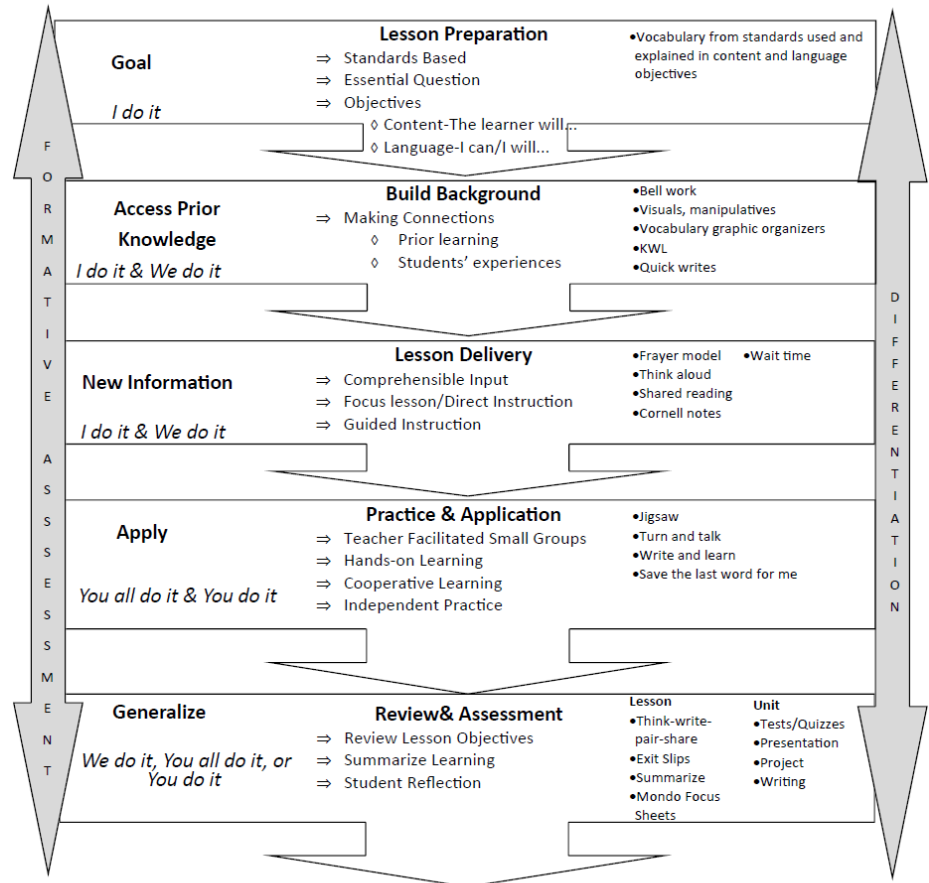 Goal
I do it
Lesson Preparation
⇒ Standards Based
⇒ Essential Question
⇒ Objectives
◊ Content-The learner will...
◊ Language-I can/I will...
•Vocabulary from standards used and
explained in content and language
objectives
Access Prior
Knowledge
I do it & We do it
Build Background
⇒ Making Connections
◊ Prior learning
◊ Students’ experiences
•Bell work
•Visuals, manipulatives
•Vocabulary graphic organizers
•KWL
•Quick writes
New Information
I do it & We do it
Lesson Delivery
⇒ Comprehensible Input
⇒ Focus lesson/Direct Instruction
⇒ Guided Instruction
•Frayer model •Wait time
•Think aloud
•Shared reading
•Cornell notes
Apply
You all do it & You do it
Practice & Application
⇒ Teacher Facilitated Small Groups
⇒ Hands-on Learning
⇒ Cooperative Learning
⇒ Independent Practice
•Jigsaw
•Turn and talk
•Write and learn
•Save the last word for me
Generalize
We do it, You all do it, or
You do it
Review& Assessment
⇒ Review Lesson Objectives
⇒ Summarize Learning
⇒ Student Reflection
Lesson
•Think-write-
pair-share
•Exit Slips
•Summarize
•Mondo Focus
Sheets
Unit
•Tests/Quizzes
•Presentation
•Project
•Writing
FORMATIVE ASSESSMENT
DIFFERENTIATION